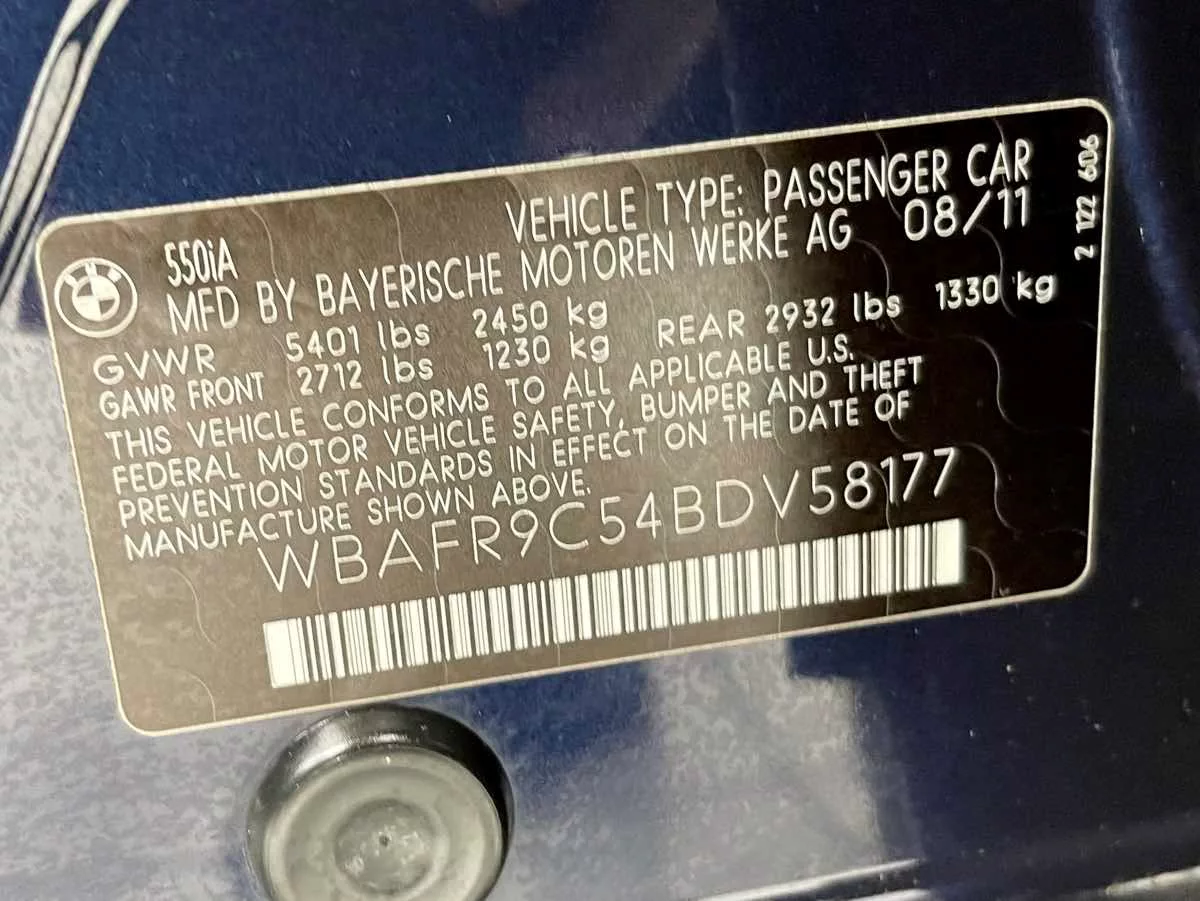 VEHICLE TYPE: PASSENGER CAR
550iA
MFD BY BAYERISCHE MOTOREN WERKE AG 08/11
GVWR 5401 lbs 2450 kg
GAWR FRONT 2712 lbs 1230 kg REAR 2932 lbs 1330 kg
THIS VEHICLE CONFORMS TO ALL APPLICABLE U.S.
FEDERAL MOTOR VEHICLE SAFETY, BUMPER AND THEFT
PREVENTION STANDARDS IN EFFECT ON THE DATE OF
MANUFACTURE SHOWN ABOVE.
WBAFR9C54BDV58177
2 122 606